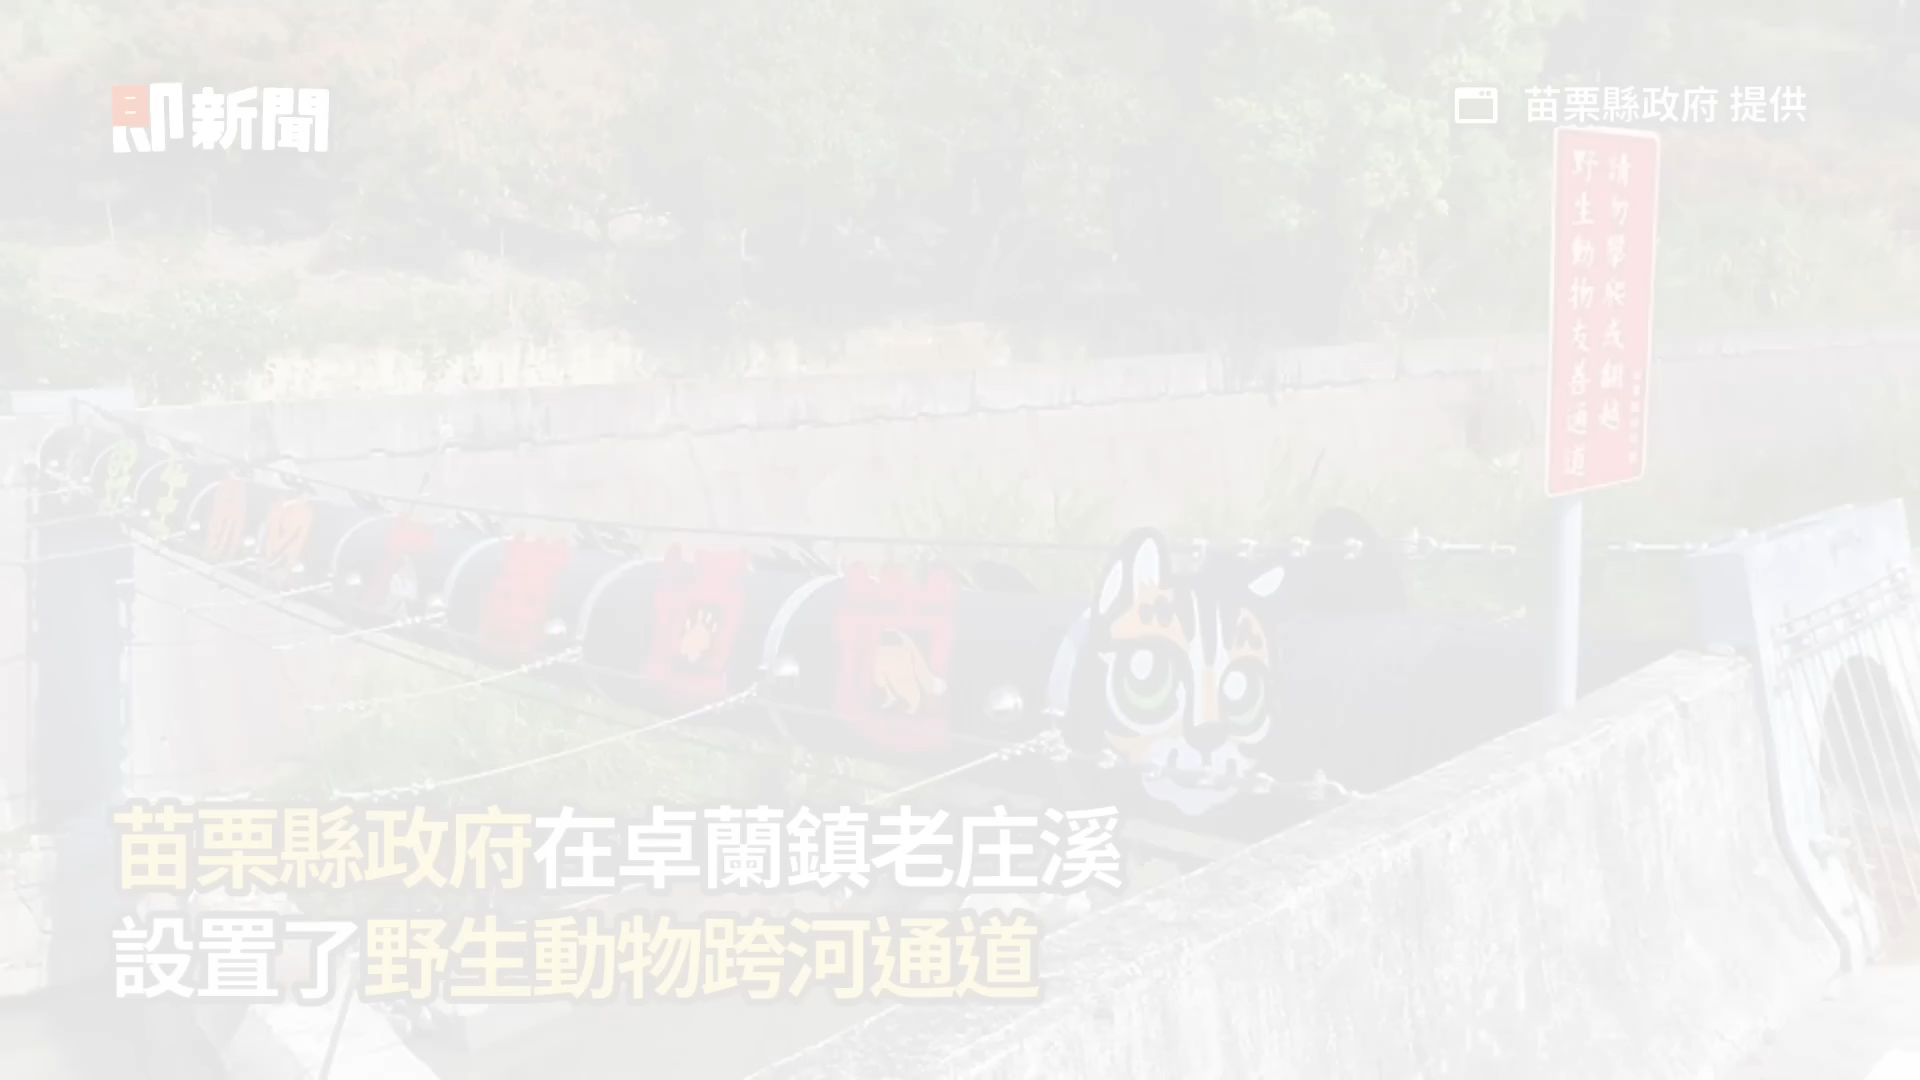 即新聞
苗栗縣政府 提供
請勿攀爬或翻越
野生動物友善通道
苗栗縣政府在卓蘭鎮老庄溪
設置了野生動物跨河通道